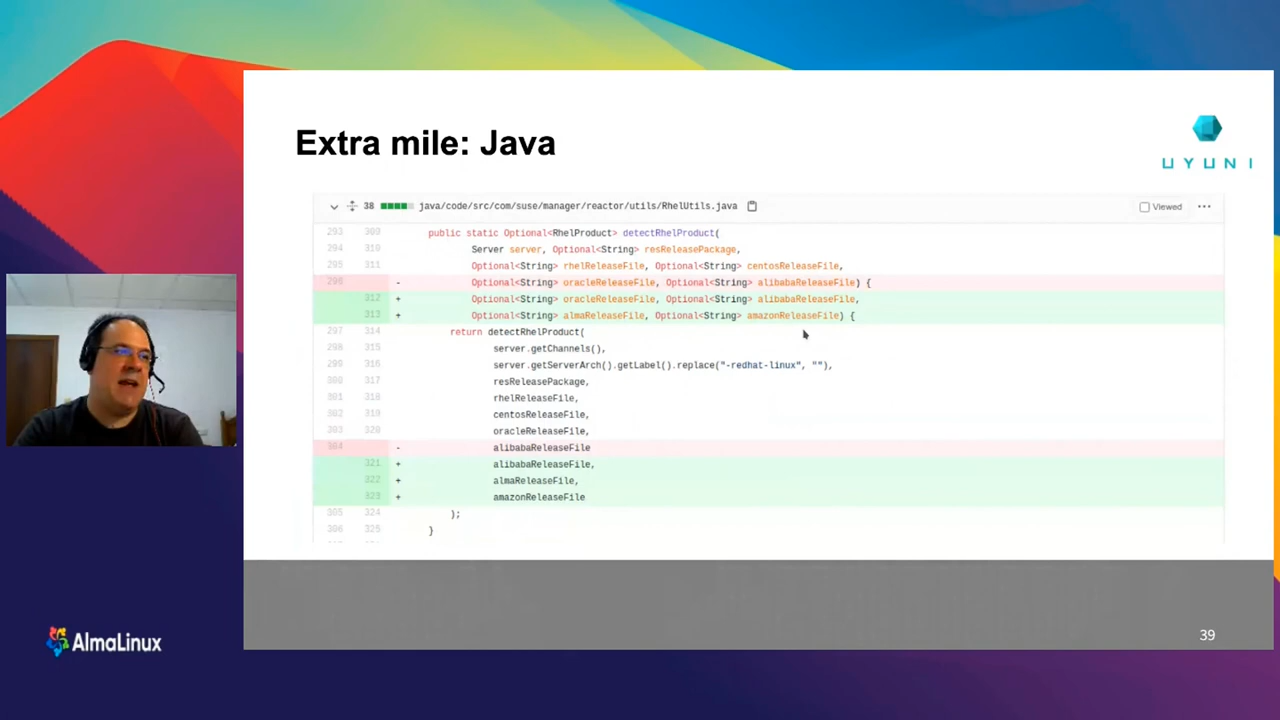 Extra mile: Java
UYUNI
38 java/code/src/com/suse/manager/reactor/utils/RhelUtils.java Viewed ...
293 309 public static Optional<RhelProduct> detectRhelProduct(
294 310 Server server, Optional<String> resReleasePackage,
295 311 Optional<String> rhelReleaseFile, Optional<String> centosReleaseFile,
296 - Optional<String> oracleReleaseFile, Optional<String> alibabaReleaseFile) {
312 + Optional<String> oracleReleaseFile, Optional<String> alibabaReleaseFile,
313 + Optional<String> almaReleaseFile, Optional<String> amazonReleaseFile) {
297 314 return detectRhelProduct(
298 315 server.getChannels(),
299 316 server.getServerArch().getLabel().replace("-redhat-linux", ""),
300 317 resReleasePackage,
301 318 rhelReleaseFile,
302 319 centosReleaseFile,
303 320 oracleReleaseFile,
304 - alibabaReleaseFile
321 + alibabaReleaseFile,
322 + almaReleaseFile,
323 + amazonReleaseFile
305 324 );
306 325 }
AlmaLinux
39